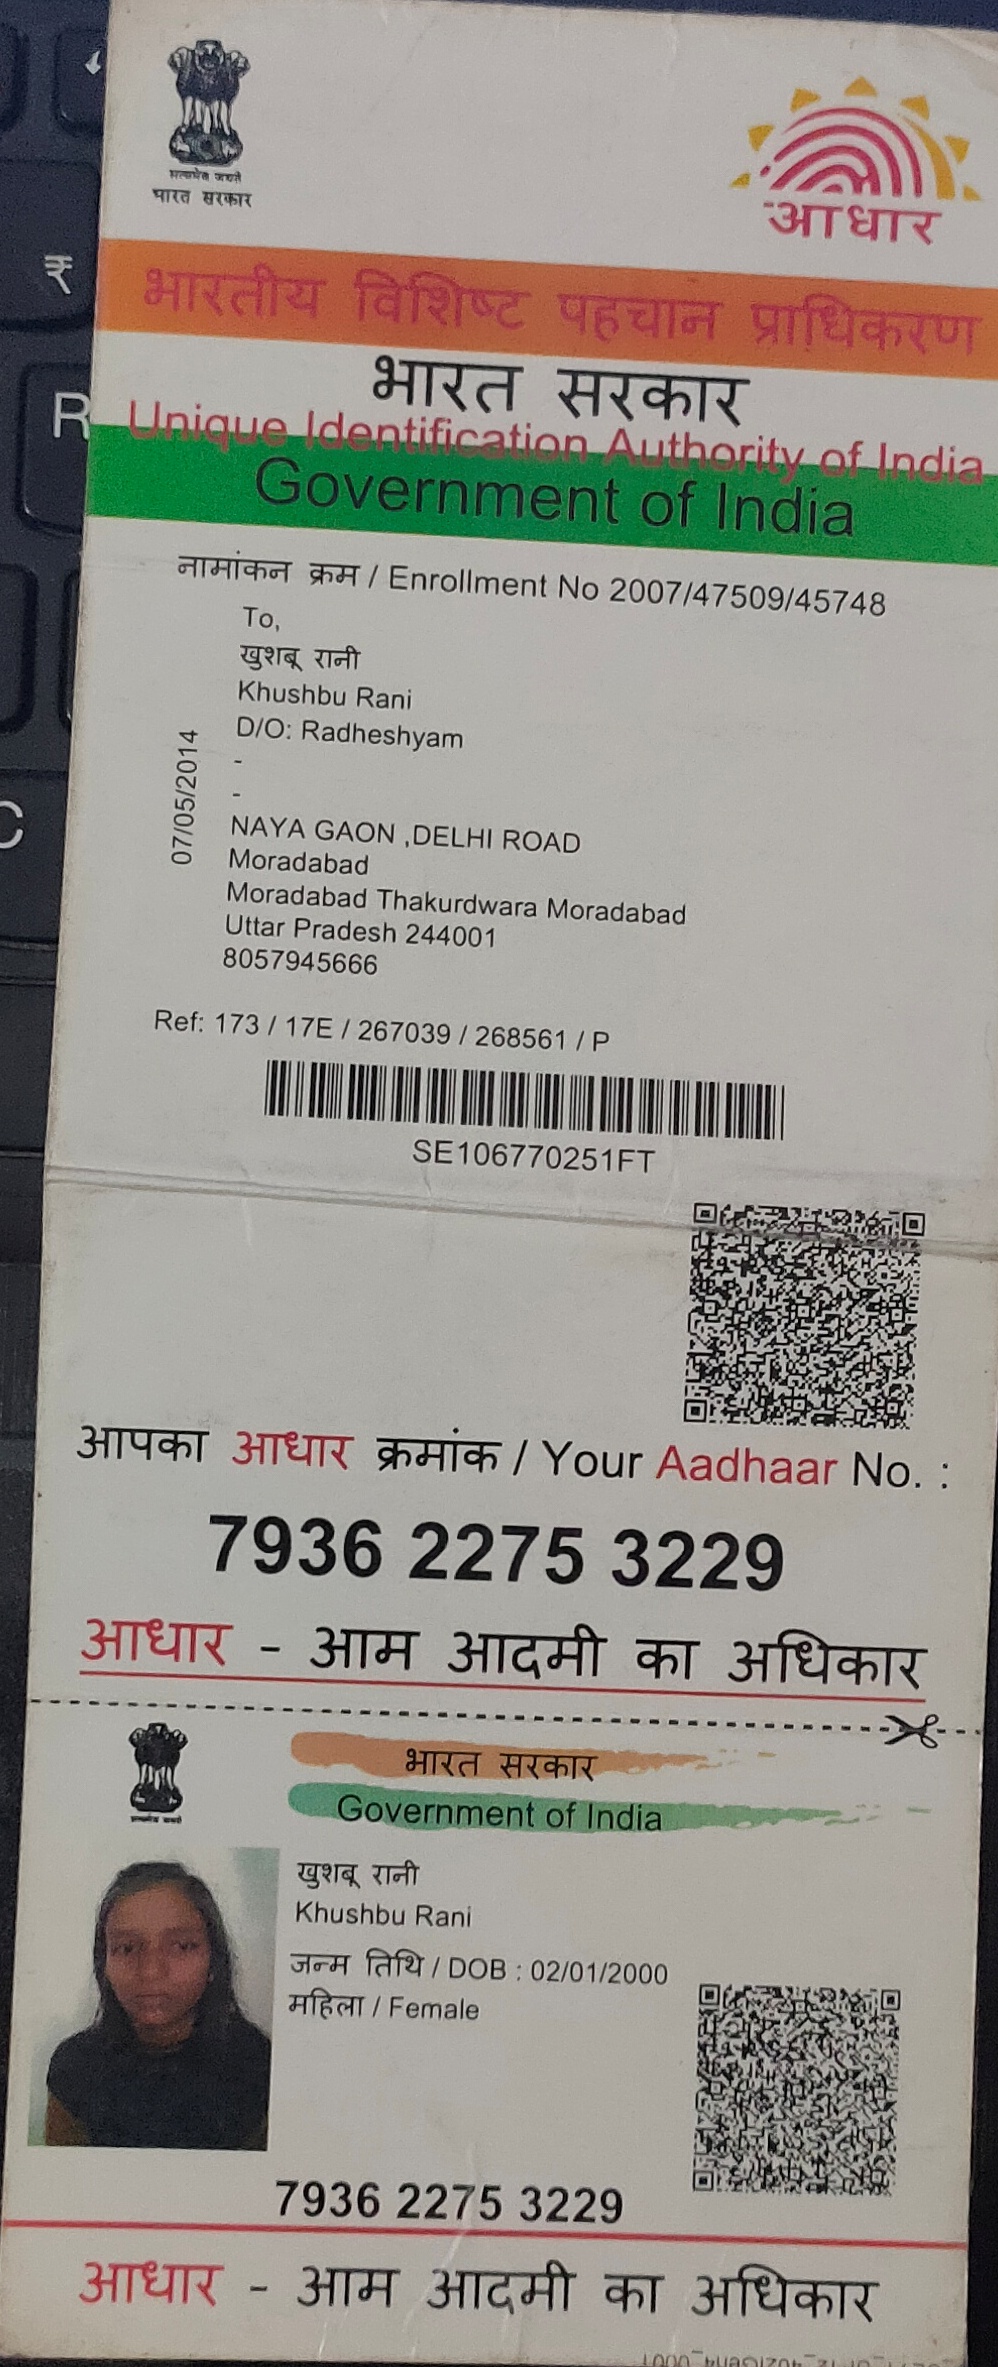 सत्यमेव जयते
भारत सरकार
आधार
भारतीय विशिष्ट पहचान प्राधिकरण
भारत सरकार
Unique Identification Authority of India
Government of India
नामांकन क्रम / Enrollment No 2007/47509/45748
To,
खुशबू रानी
Khushbu Rani
D/O: Radheshyam
-
-
07/05/2014
NAYA GAON ,DELHI ROAD
Moradabad
Moradabad Thakurdwara Moradabad
Uttar Pradesh 244001
8057945666
Ref: 173 / 17E / 267039 / 268561 / P
SE106770251FT
आपका आधार क्रमांक / Your Aadhaar No. :
7936 2275 3229
आधार - आम आदमी का अधिकार
भारत सरकार
Government of India
खुशबू रानी
Khushbu Rani
जन्म तिथि / DOB : 02/01/2000
महिला / Female
7936 2275 3229
आधार - आम आदमी का अधिकार
₹
R
C